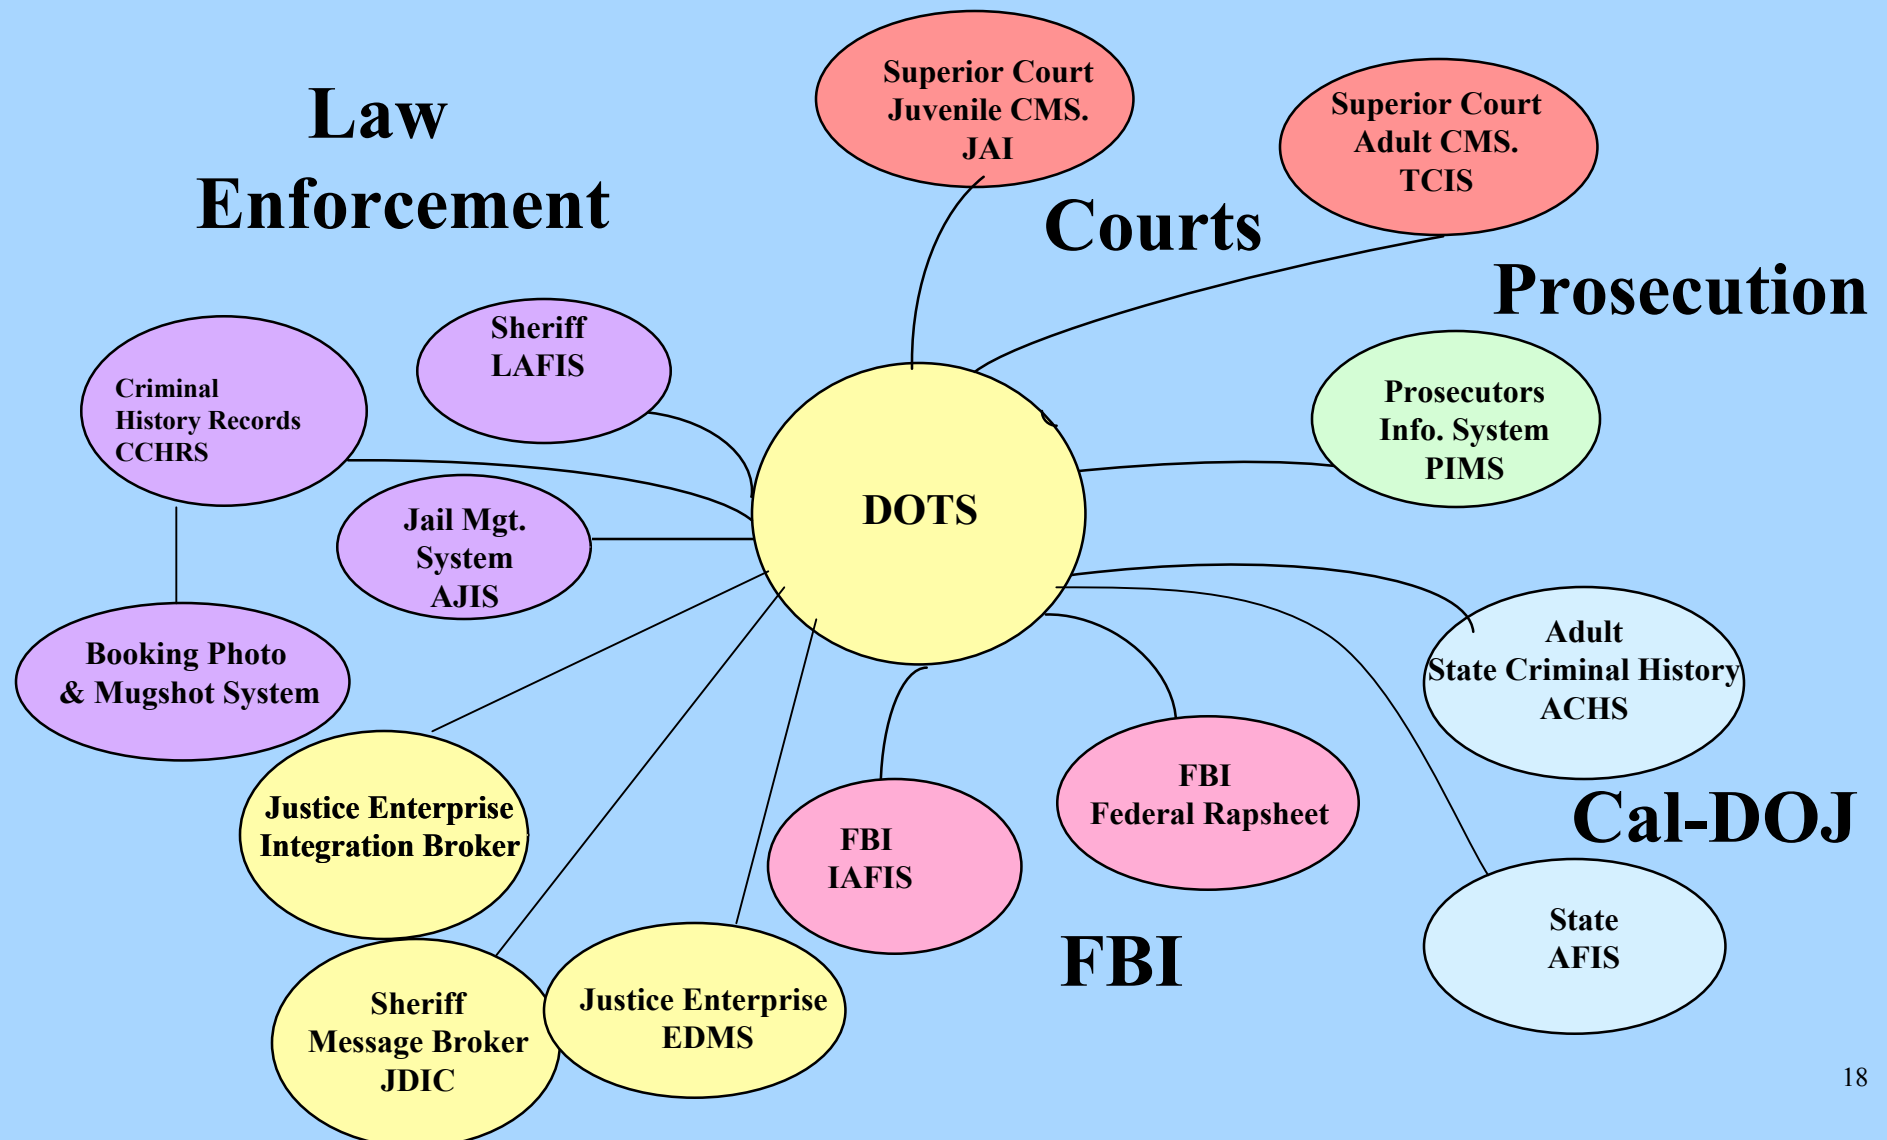 Law
Enforcement
Superior Court
Juvenile CMS.
JAI
Superior Court
Adult CMS.
TCIS
Courts
Prosecution
Sheriff
LAFIS
Criminal
History Records
CCHRS
Prosecutors
Info. System
PIMS
DOTS
Jail Mgt.
System
AJIS
Booking Photo
& Mugshot System
Adult
State Criminal History
ACHS
Justice Enterprise
Integration Broker
FBI
Federal Rapsheet
FBI
IAFIS
Cal-DOJ
State
AFIS
FBI
Sheriff
Message Broker
JDIC
Justice Enterprise
EDMS
18